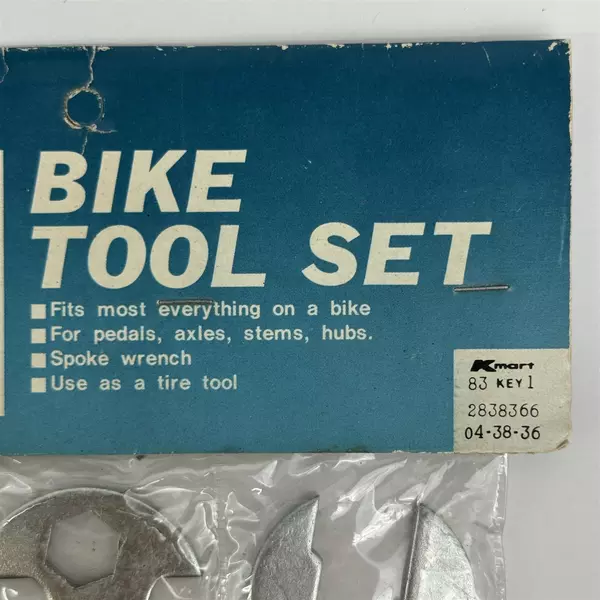 BIKE
TOOL SET
Fits most everything on a bike
For pedals, axles, stems, hubs.
Spoke wrench
Use as a tire tool
Kmart
83 KEY 1
2838366
04-38-36